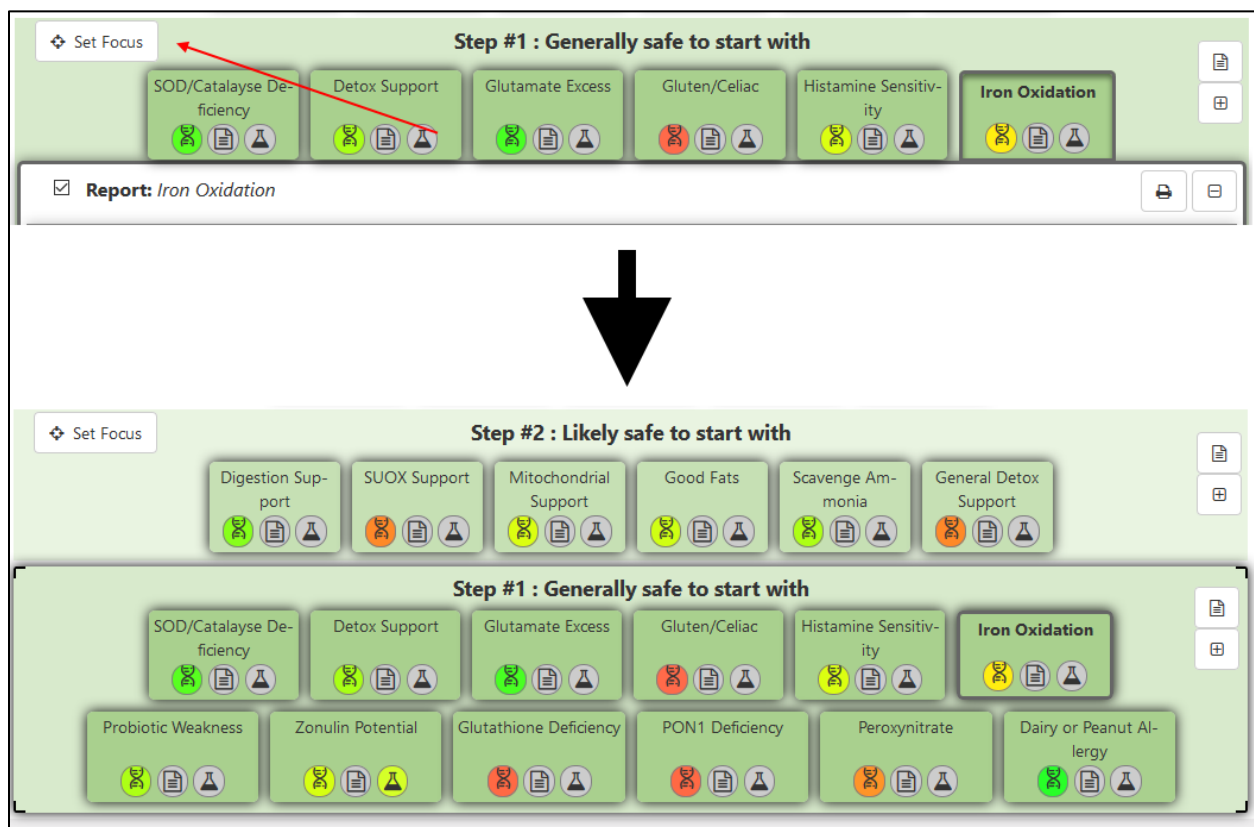 Set Focus
Step #1 : Generally safe to start with
SOD/Catalayse De-
ficiency
Detox Support
Glutamate Excess
Gluten/Celiac
Histamine Sensitiv-
ity
Iron Oxidation
Report: Iron Oxidation
Set Focus
Step #2 : Likely safe to start with
Digestion Sup-
port
SUOX Support
Mitochondrial
Support
Good Fats
Scavenge Am-
monia
General Detox
Support
Step #1 : Generally safe to start with
SOD/Catalayse De-
ficiency
Detox Support
Glutamate Excess
Gluten/Celiac
Histamine Sensitiv-
ity
Iron Oxidation
Probiotic Weakness
Zonulin Potential
Glutathione Deficiency
PON1 Deficiency
Peroxynitrate
Dairy or Peanut Al-
lergy